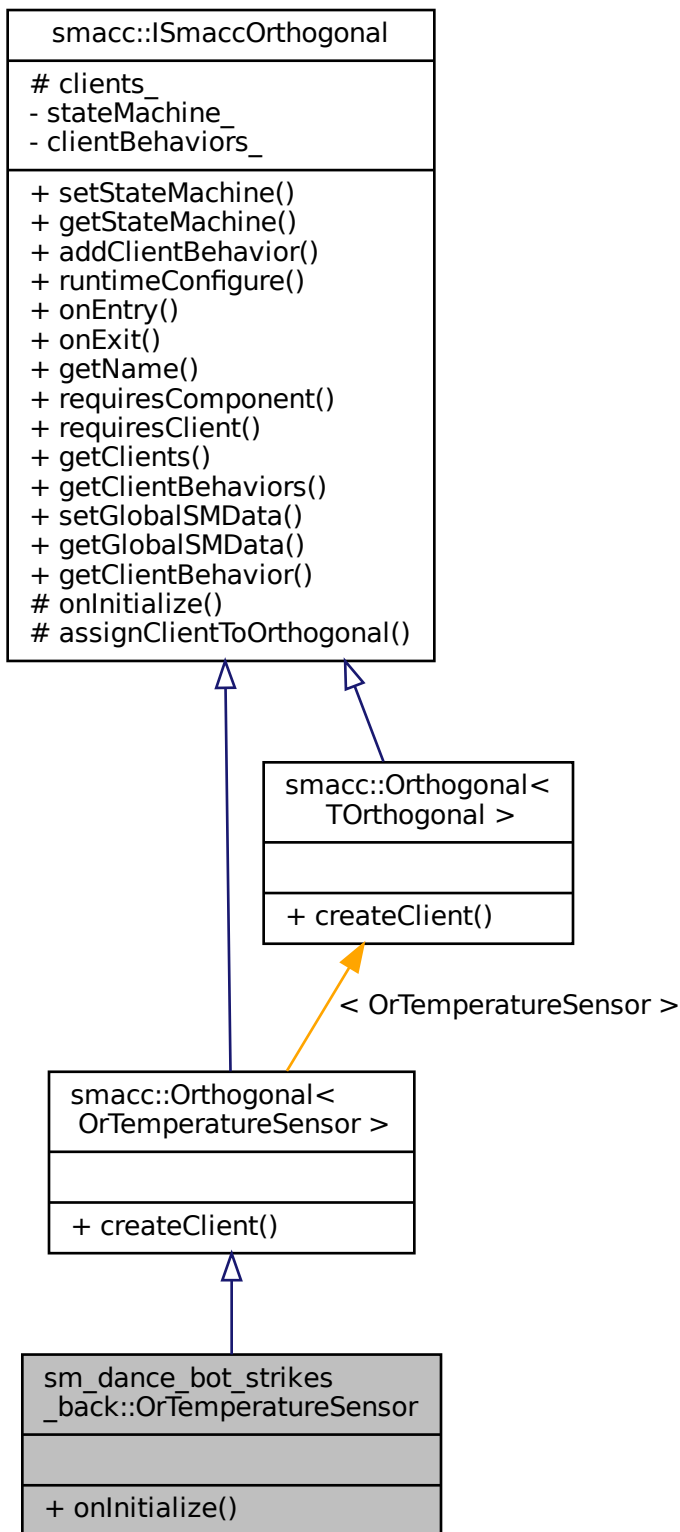 smacc::ISmaccOrthogonal
# clients_
- stateMachine_
- clientBehaviors_
+ setStateMachine()
+ getStateMachine()
+ addClientBehavior()
+ runtimeConfigure()
+ onEntry()
+ onExit()
+ getName()
+ requiresComponent()
+ requiresClient()
+ getClients()
+ getClientBehaviors()
+ setGlobalSMData()
+ getGlobalSMData()
+ getClientBehavior()
# onInitialize()
# assignClientToOrthogonal()
smacc::Orthogonal<
TOrthogonal >
+ createClient()
< OrTemperatureSensor >
smacc::Orthogonal<
OrTemperatureSensor >
+ createClient()
sm_dance_bot_strikes
_back::OrTemperatureSensor
+ onInitialize()